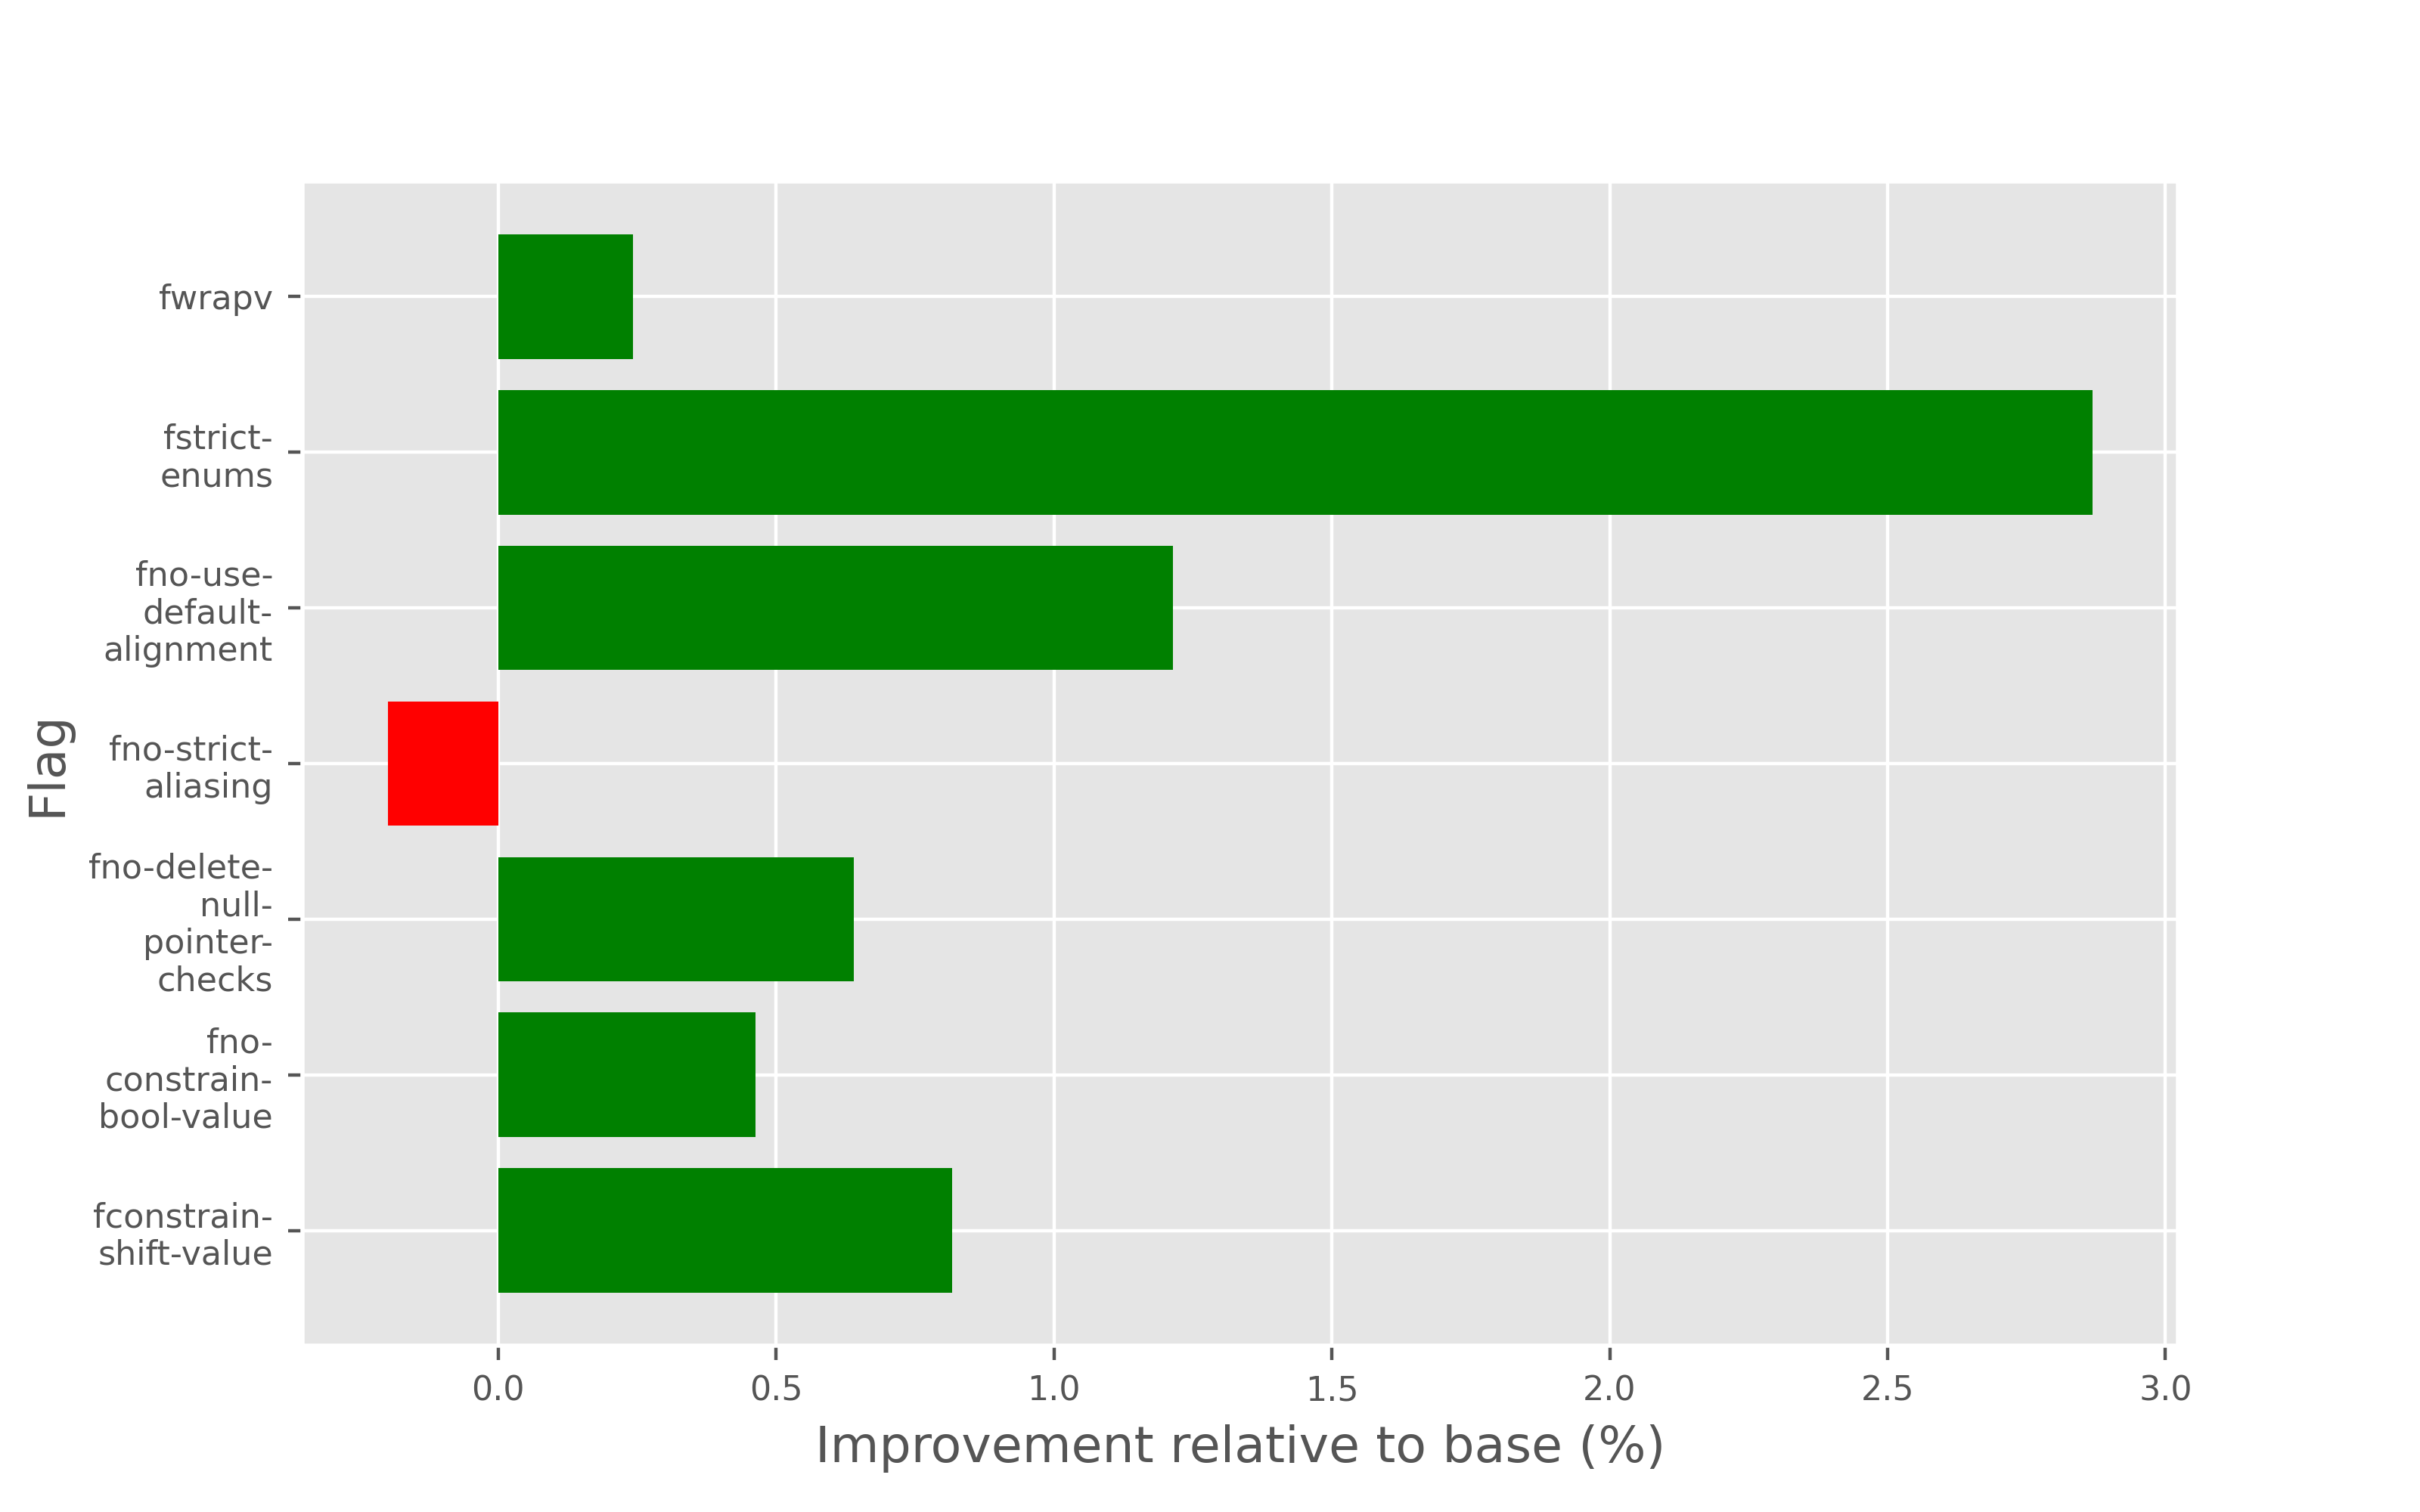 fwrapv
fstrict-
enums
fno-use-
default-
alignment
fno-strict-
aliasing
fno-delete-
null-
pointer-
checks
fno-
constrain-
bool-value
fconstrain-
shift-value
Flag
0.0 0.5 1.0 1.5 2.0 2.5 3.0
Improvement relative to base (%)